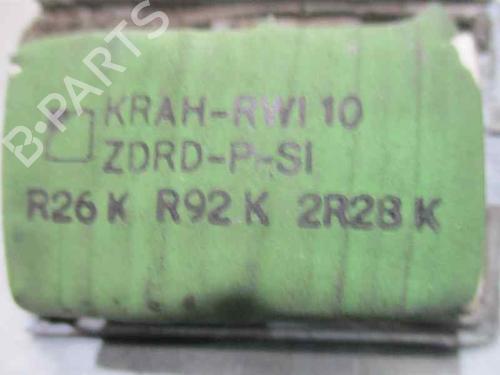 KRAH-RWI 10
ZDRD-P-SI
R26 K R92 K 2R28 K
B-PARTS